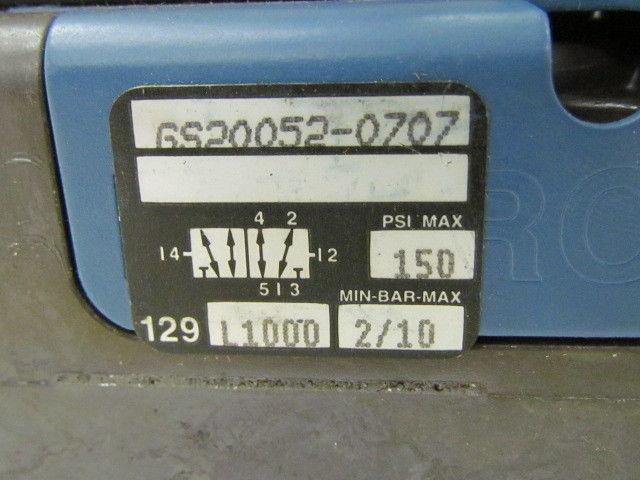 GS20052-0707
4 2
PSI MAX
14 12
150
5 1 3
MIN-BAR-MAX
129 L1000 2/10
RO